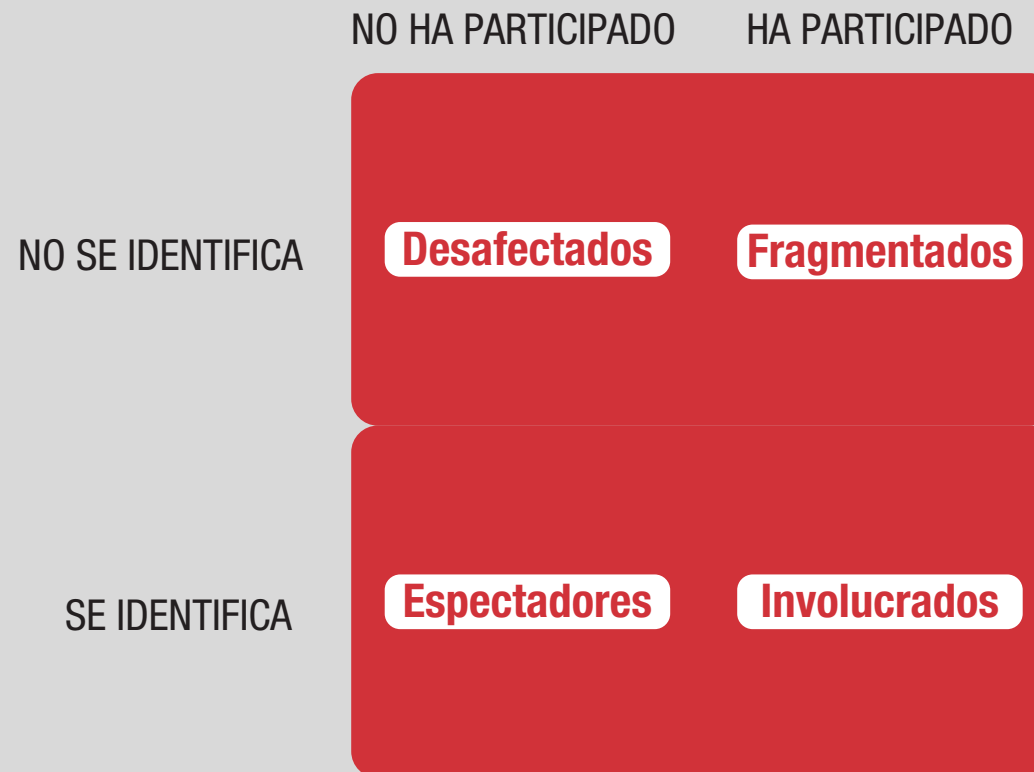 NO HA PARTICIPADO HA PARTICIPADO
NO SE IDENTIFICA Desafectados Fragmentados
SE IDENTIFICA Espectadores Involucrados